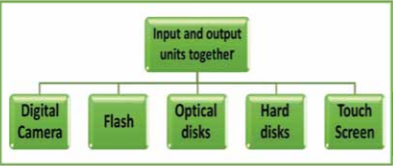 Input and output
units together
Digital
Camera
Flash
Optical
disks
Hard
disks
Touch
Screen